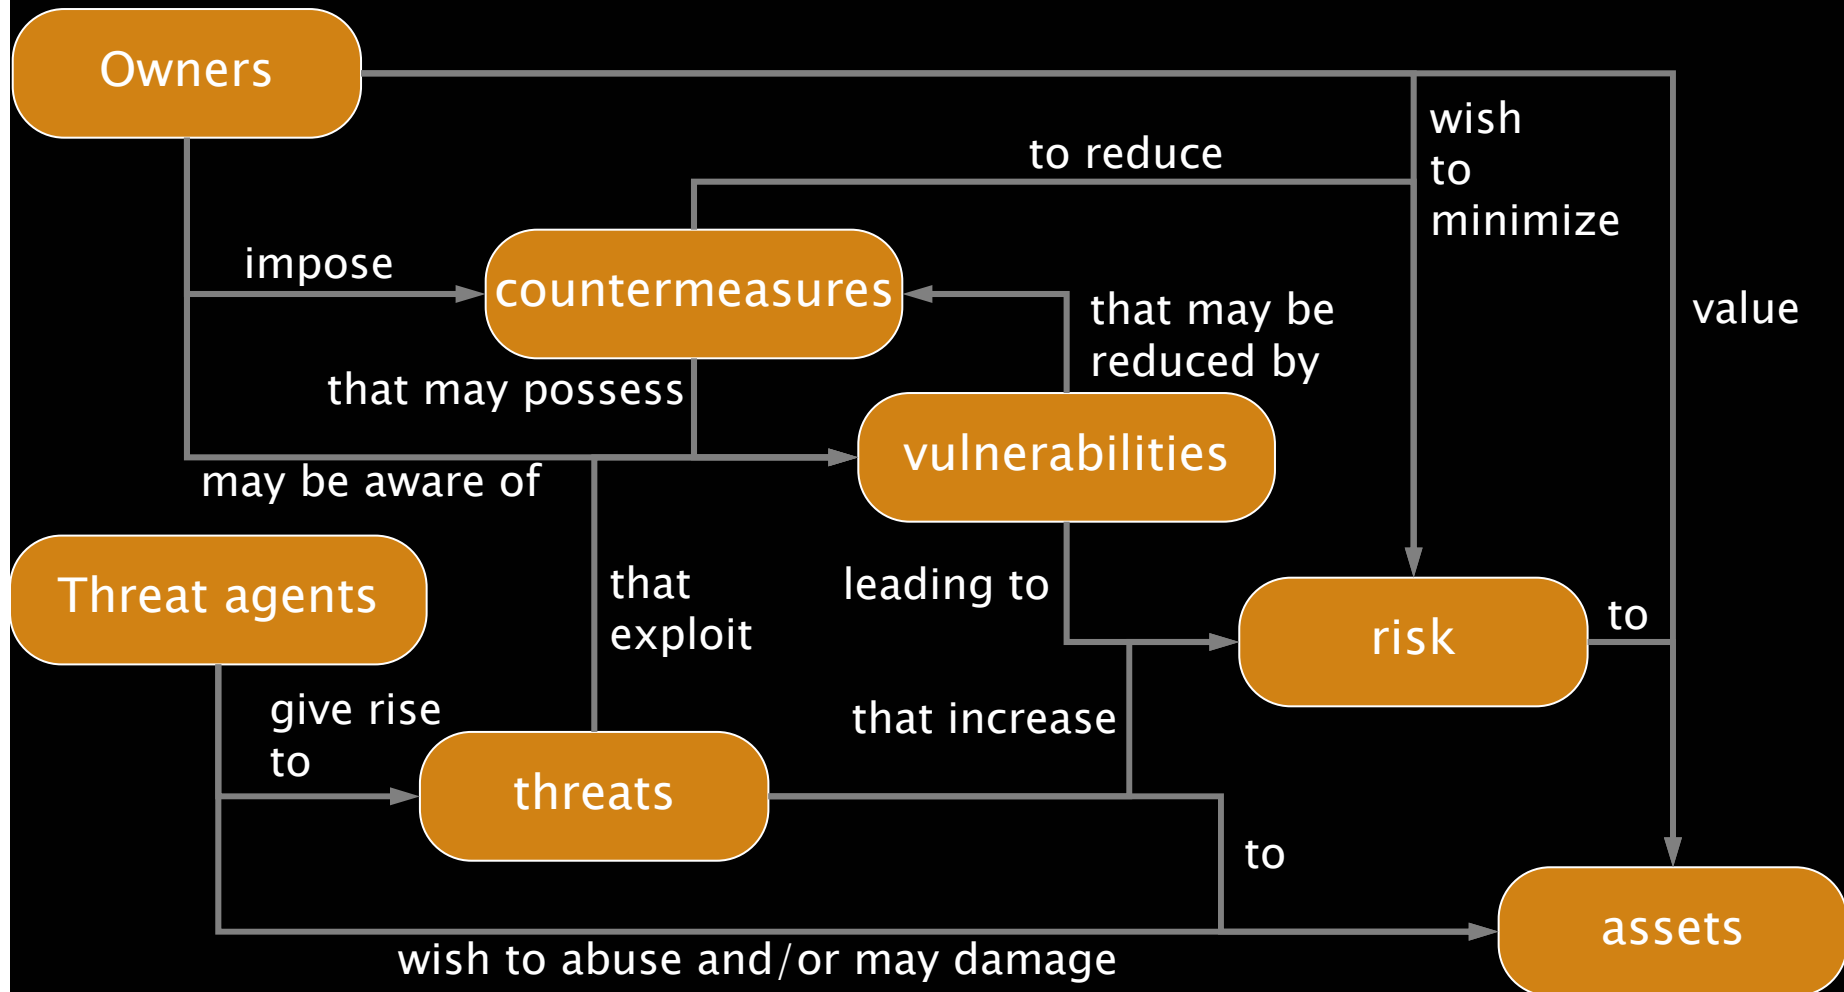 Owners
wish
to
minimize
to reduce
impose
countermeasures
that may be
reduced by
value
that may possess
vulnerabilities
may be aware of
Threat agents
that
exploit
leading to
risk
to
give rise
to
that increase
threats
to
assets
wish to abuse and/or may damage